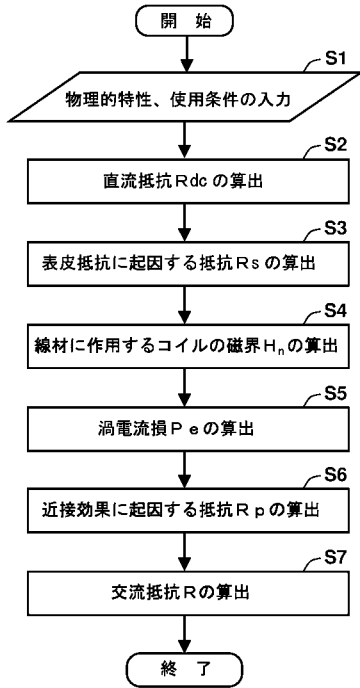 開　始
S1
物理的特性、使用条件の入力
S2
直流抵抗Rdcの算出
S3
表皮抵抗に起因する抵抗Rsの算出
S4
線材に作用するコイルの磁界Hnの算出
S5
渦電流損Ｐｅの算出
S6
近接効果に起因する抵抗Ｒｐの算出
S7
交流抵抗Rの算出
終　了